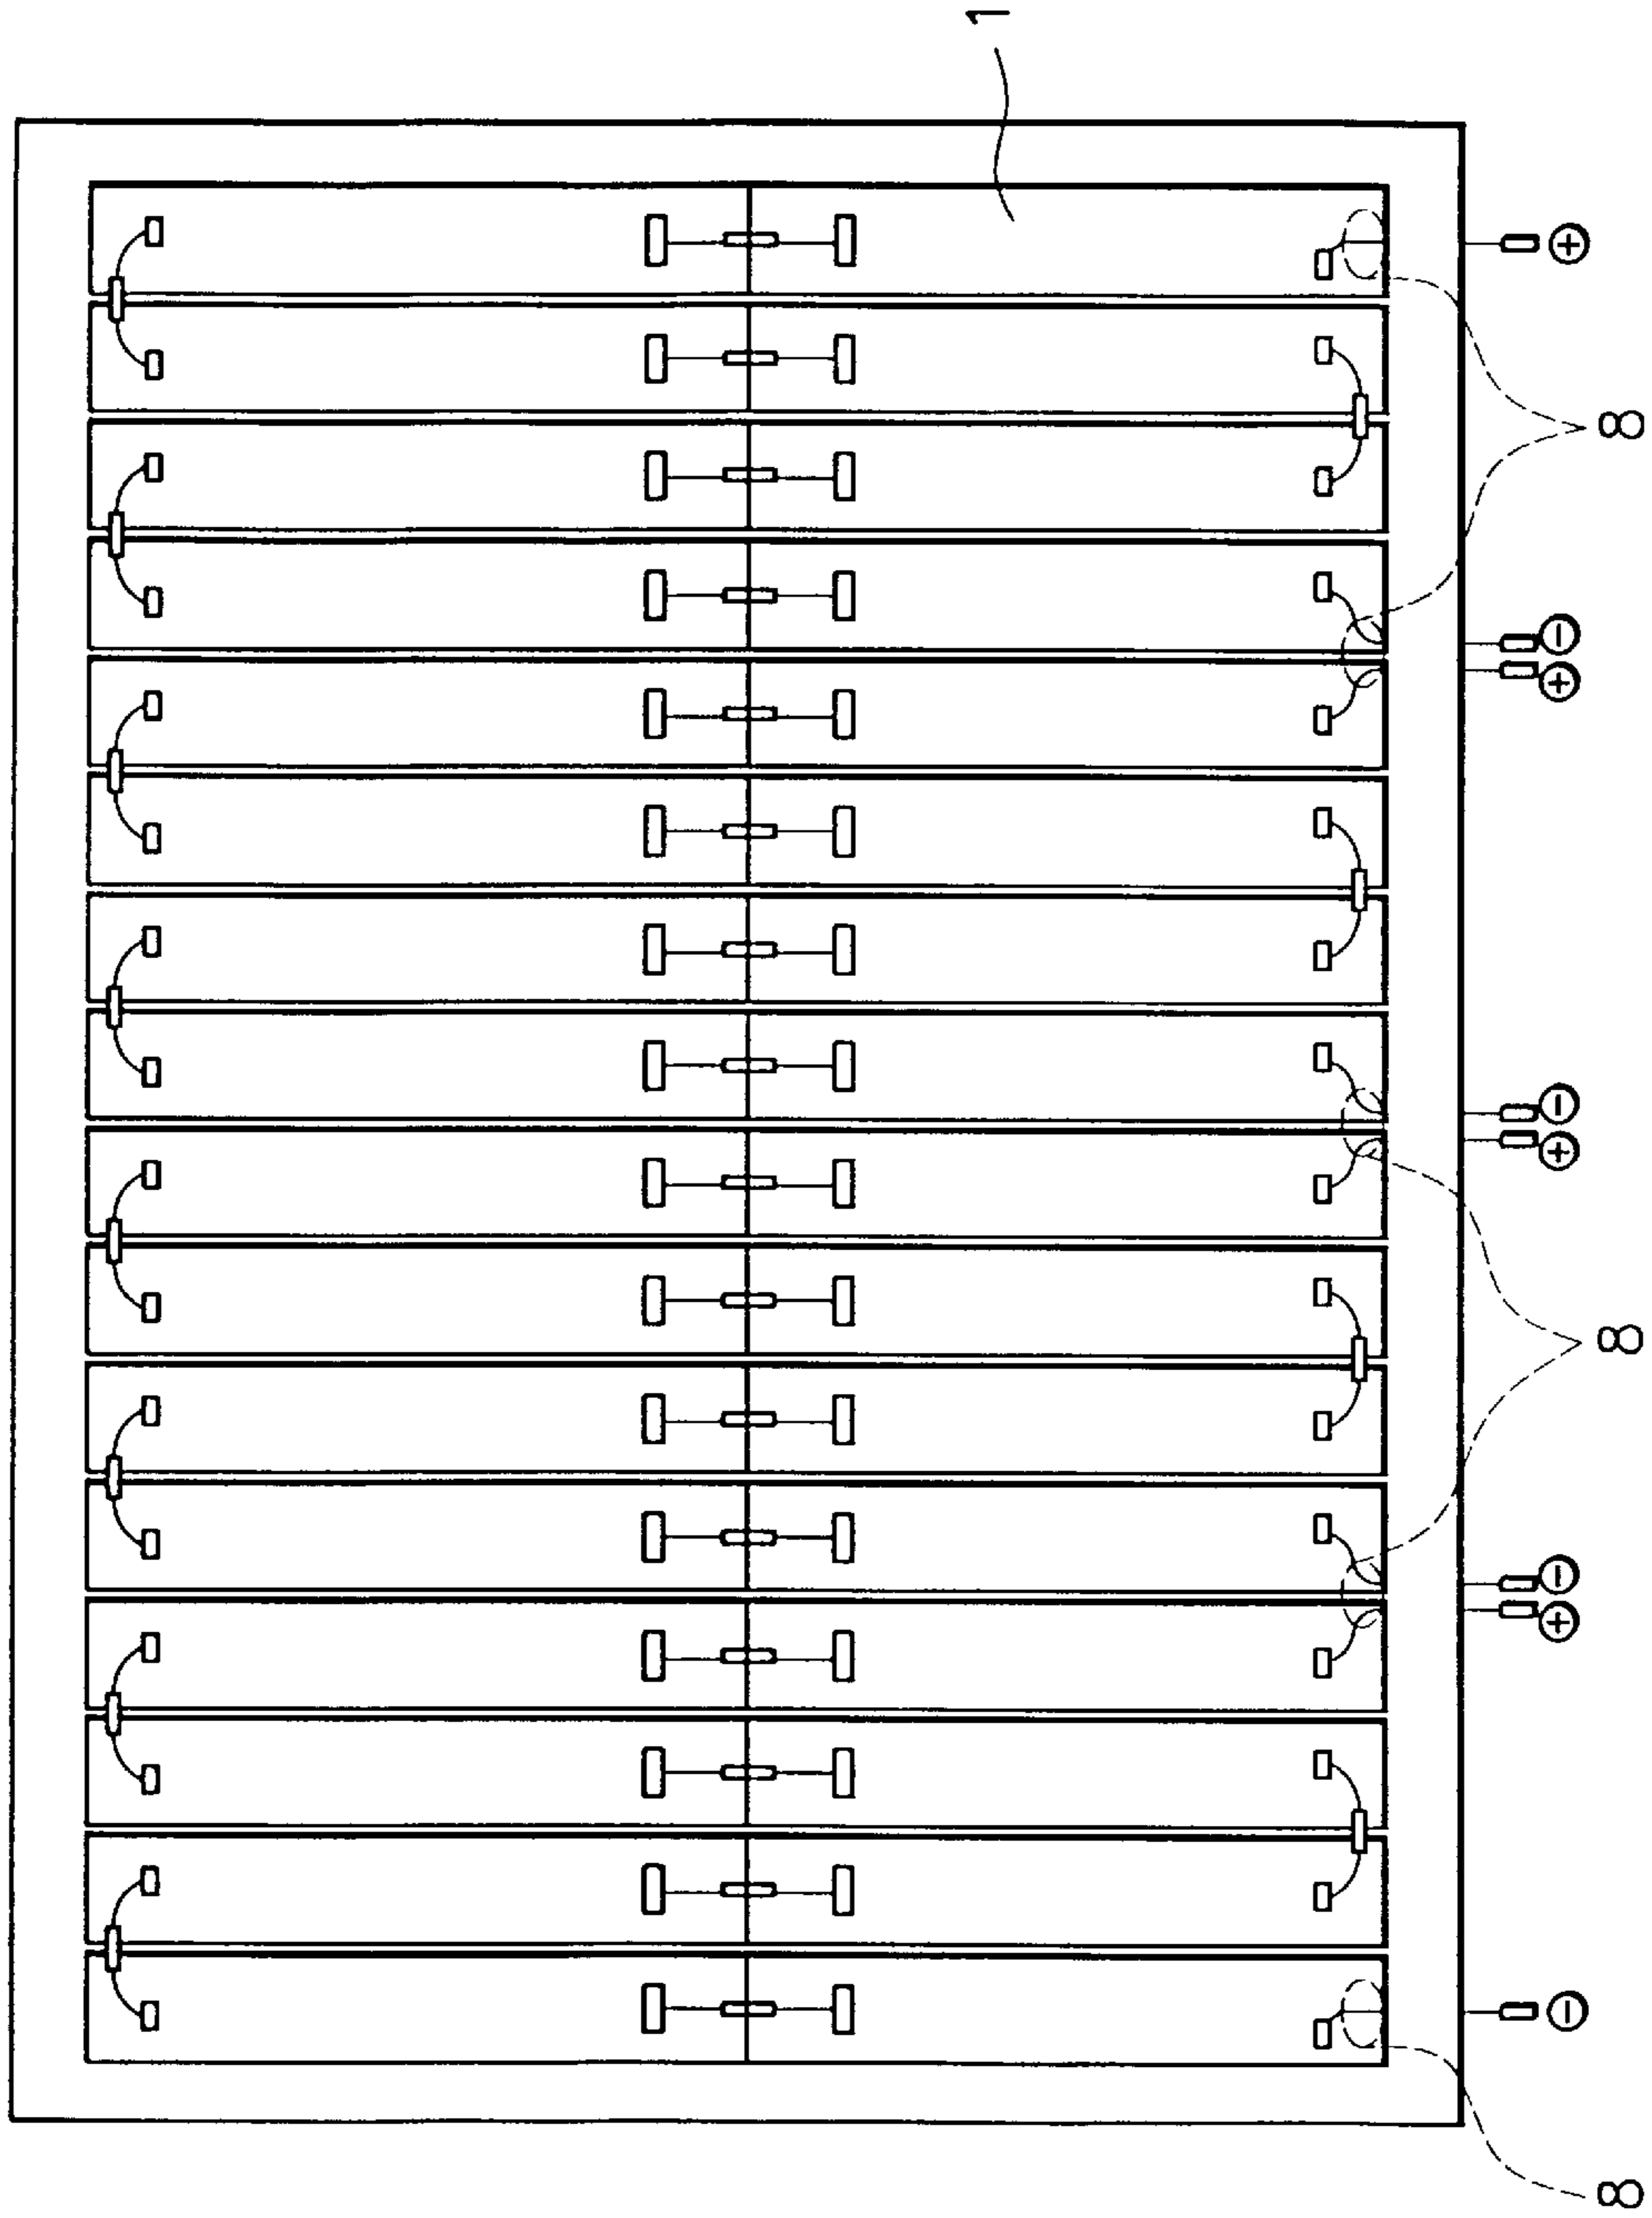 1
⊖ ⊕ ⊖ ⊕ ⊖ ⊕ ⊖ ⊕
8 8 8